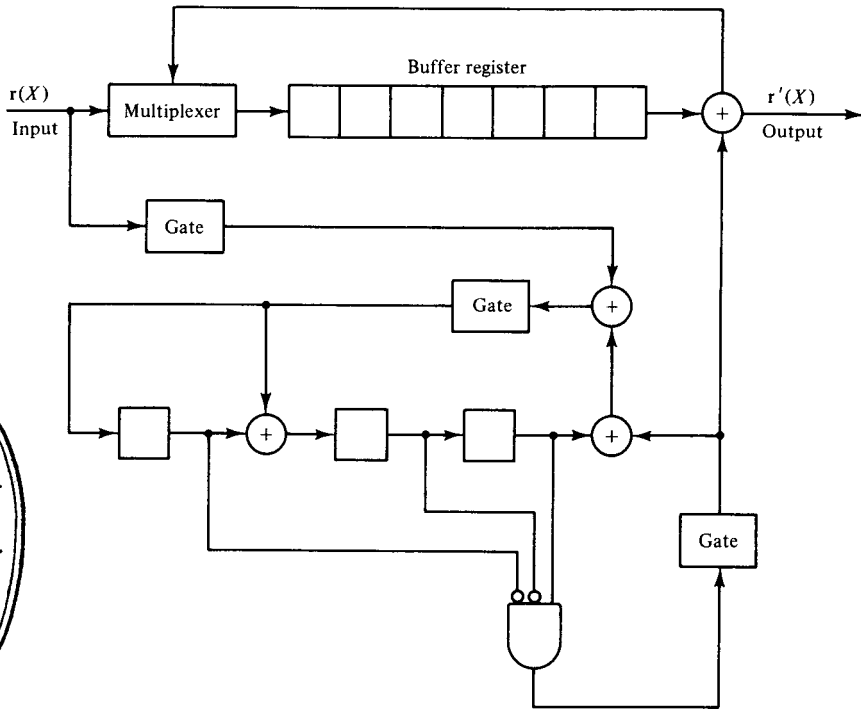 Buffer register
r(X)
Input
Multiplexer
+
r'(X)
Output
Gate
Gate
+
+
+
Gate